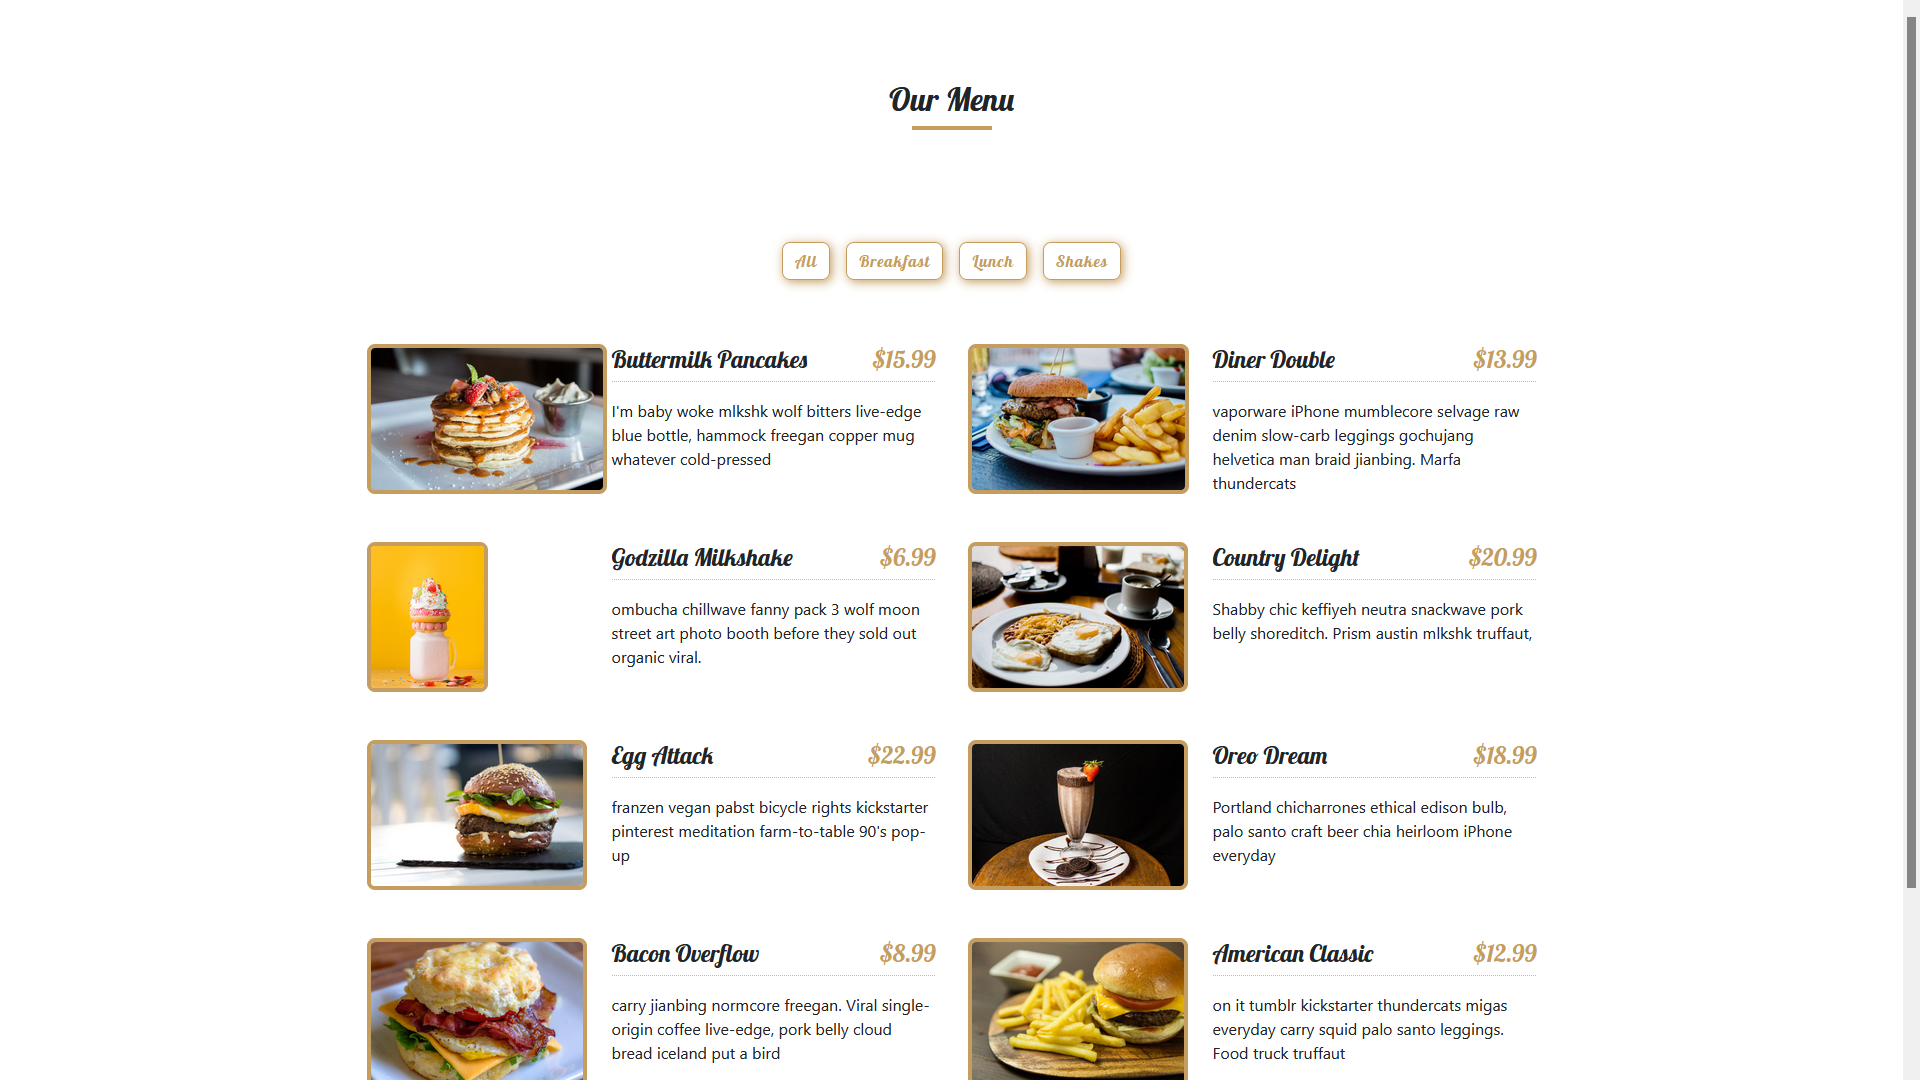 Our Menu
All
Breakfast
Lunch
Shakes
Buttermilk Pancakes $15.99
I'm baby woke mlkshk wolf bitters live-edge
blue bottle, hammock freegan copper mug
whatever cold-pressed
Diner Double $13.99
vaporware iPhone mumblecore selvage raw
denim slow-carb leggings gochujang
helvetica man braid jianbing. Marfa
thundercats
Godzilla Milkshake $6.99
ombucha chillwave fanny pack 3 wolf moon
street art photo booth before they sold out
organic viral.
Country Delight $20.99
Shabby chic keffiyeh neutra snackwave pork
belly shoreditch. Prism austin mlkshk truffaut,
Egg Attack $22.99
franzen vegan pabst bicycle rights kickstarter
pinterest meditation farm-to-table 90's pop-
up
Oreo Dream $18.99
Portland chicharrones ethical edison bulb,
palo santo craft beer chia heirloom iPhone
everyday
Bacon Overflow $8.99
carry jianbing normcore freegan. Viral single-
origin coffee live-edge, pork belly cloud
bread iceland put a bird
American Classic $12.99
on it tumblr kickstarter thundercats migas
everyday carry squid palo santo leggings.
Food truck truffaut